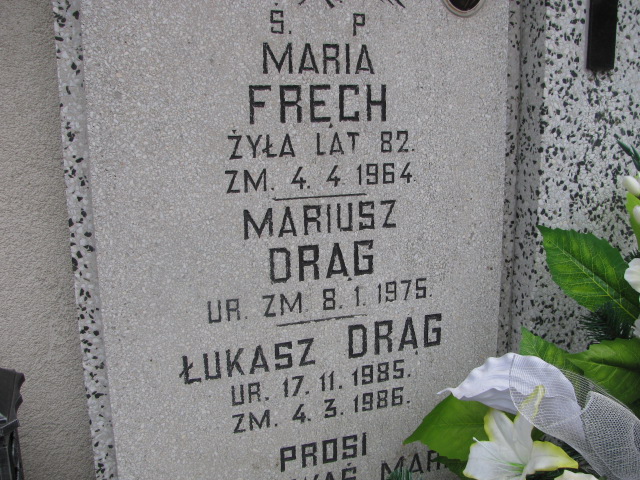 Ś. P
MARIA
FRĘCH
ŻYŁA LAT 82.
ZM. 4. 4 1964
MARIUSZ
DRĄG
UR. ZM. 8. 1. 1975.
ŁUKASZ DRĄG
UR. 17. 11. 1985.
ZM. 4. 3. 1986.
PROSI